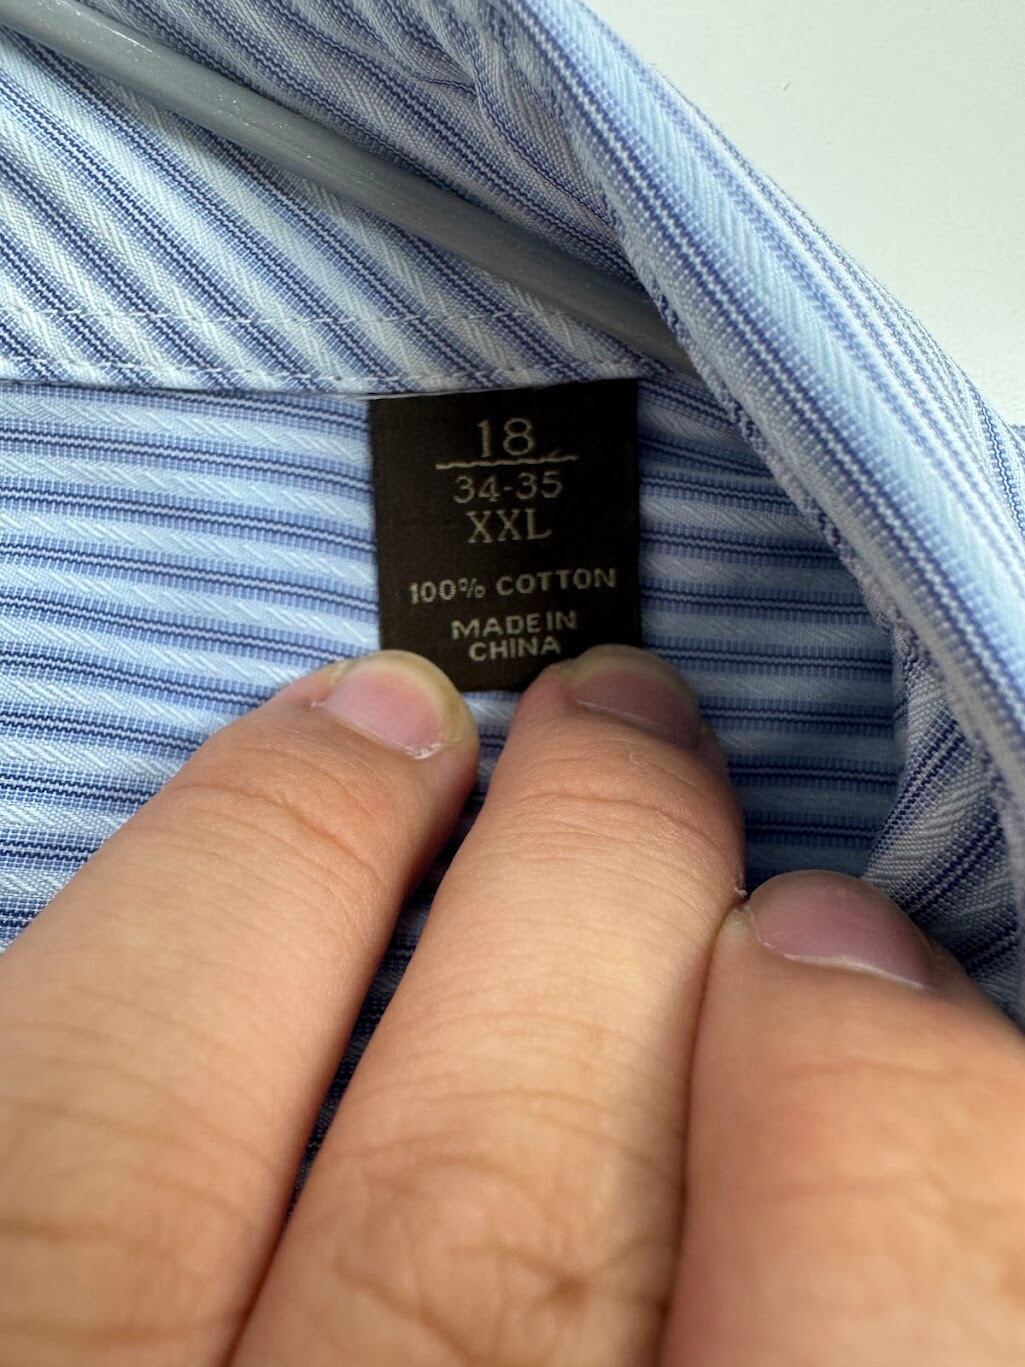 18
34-35
XXL
100% COTTON
MADE IN
CHINA